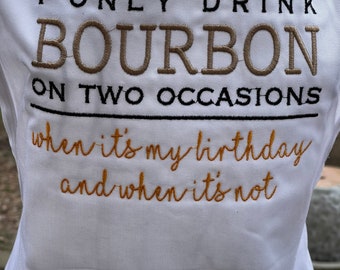 I ONLY DRINK
BOURBON
ON TWO OCCASIONS
when it's my birthday
and when it's not